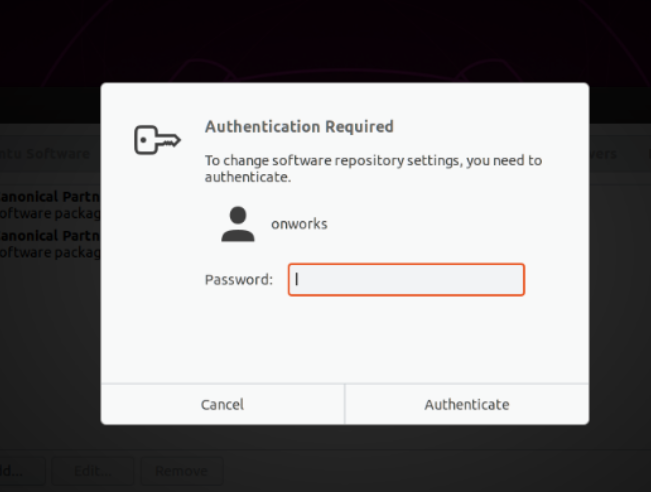 Authentication Required
To change software repository settings, you need to
authenticate.
onworks
Password:
Cancel
Authenticate
ntu Software
vers
anonical Partn
oftware packag
anonical Partn
oftware packag
d...
Edit...
Remove